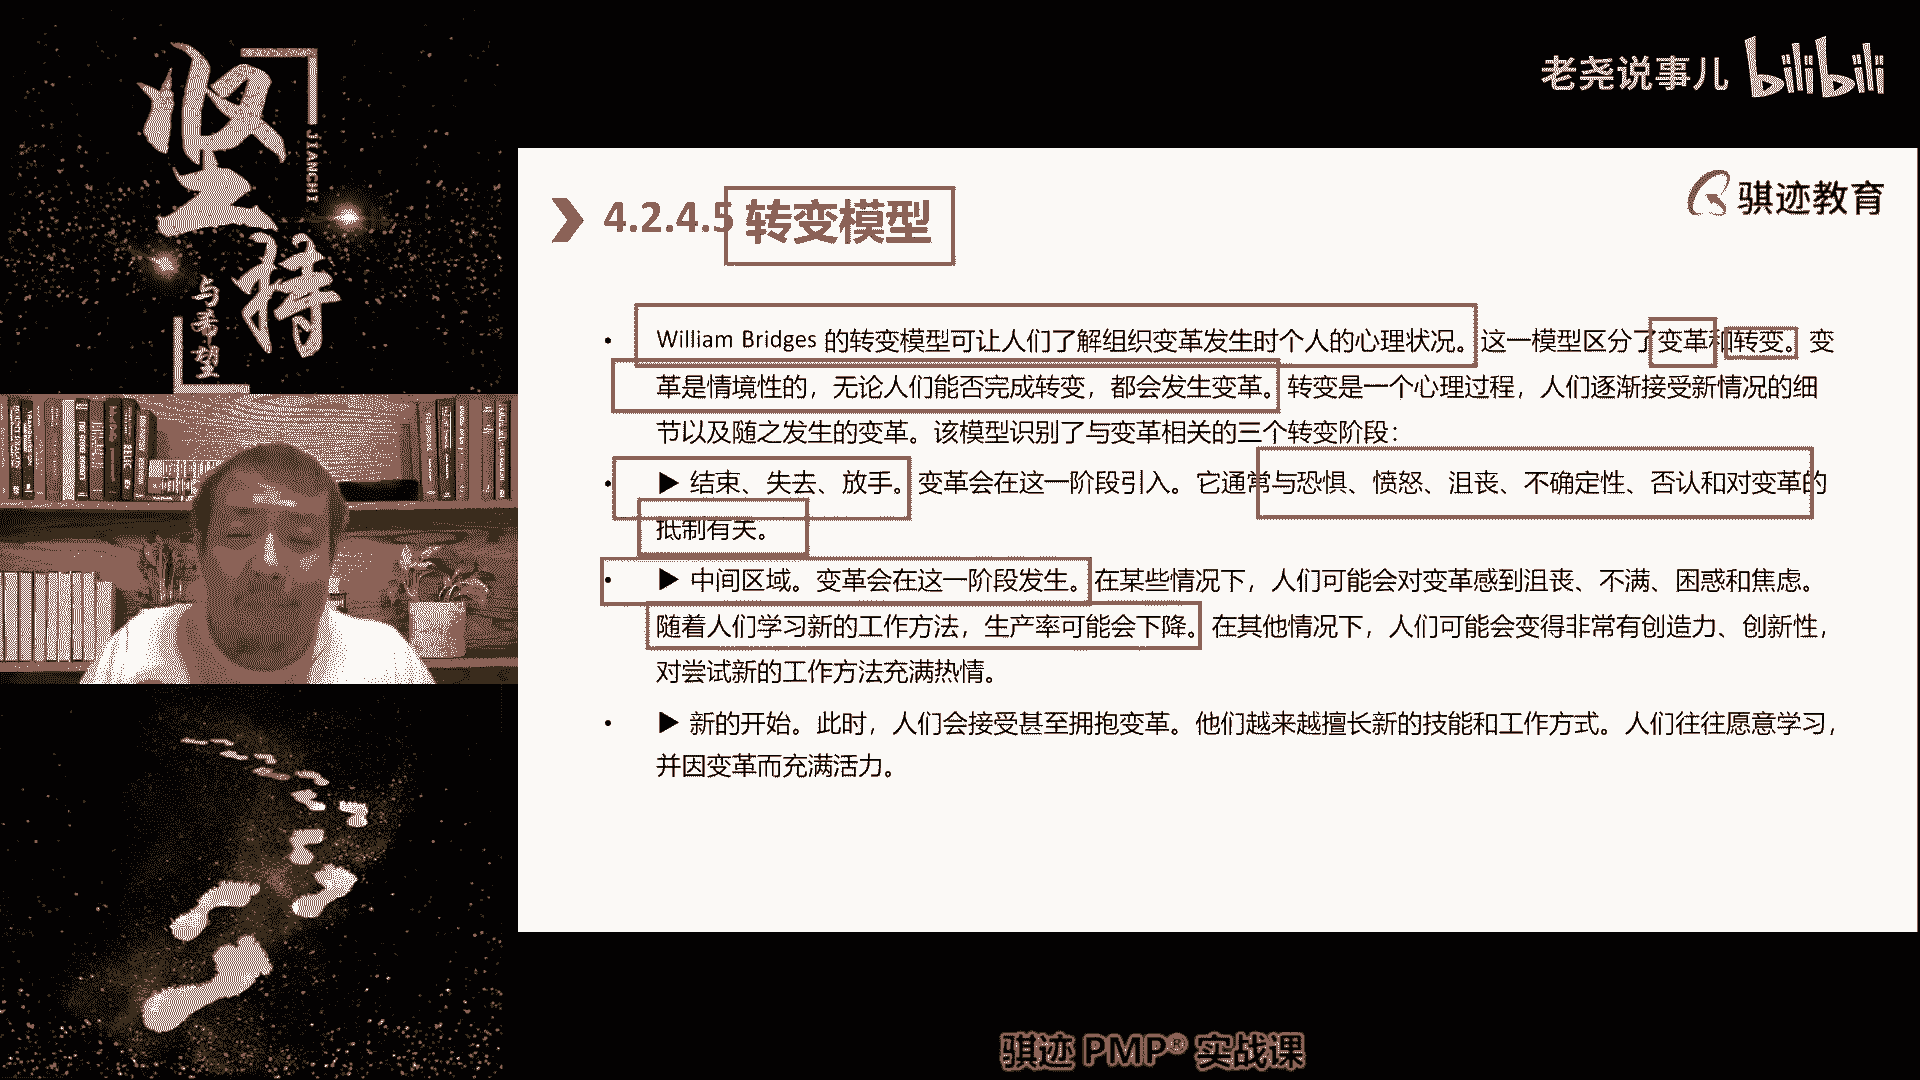 坚持
JIANCHI
与希望
老尧说事儿 bilibili
骐迹教育
4.2.4.5 转变模型
• William Bridges 的转变模型可让人们了解组织变革发生时个人的心理状况。这一模型区分了变革和转变。变
革是情境性的，无论人们能否完成转变，都会发生变革。转变是一个心理过程，人们逐渐接受新情况的细
节以及随之发生的变革。该模型识别了与变革相关的三个转变阶段：
• ▶ 结束、失去、放手。变革会在这一阶段引入。它通常与恐惧、愤怒、沮丧、不确定性、否认和对变革的
抵制有关。
• ▶ 中间区域。变革会在这一阶段发生。在某些情况下，人们可能会对变革感到沮丧、不满、困惑和焦虑。
随着人们学习新的工作方法，生产率可能会下降。在其他情况下，人们可能会变得非常有创造力、创新性，
对尝试新的工作方法充满热情。
• ▶ 新的开始。此时，人们会接受甚至拥抱变革。他们越来越擅长新的技能和工作方式。人们往往愿意学习，
并因变革而充满活力。
骐迹 PMP® 实战课